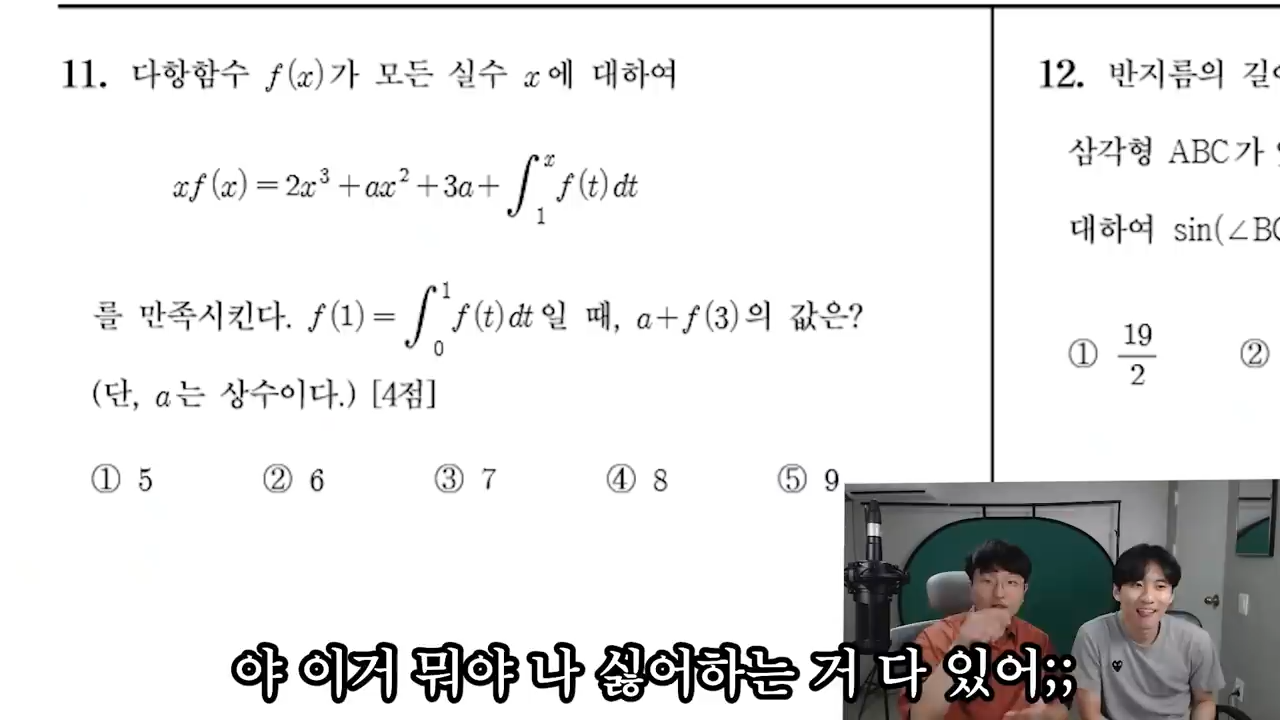 11. 다항함수 f(x)가 모든 실수 x에 대하여
xf(x)=2x³+ax²+3a+∫₁ˣ f(t)dt
를 만족시킨다. f(1)=∫₀¹ f(t)dt일 때, a+f(3)의 값은?
(단, a는 상수이다.) [4점]
① 5 ② 6 ③ 7 ④ 8 ⑤ 9
12. 반지름의
삼각형 ABC가
대하여 sin(∠BC
① 19/2 ②
야 이거 뭐야 나 싫어하는 거 다 있어;;